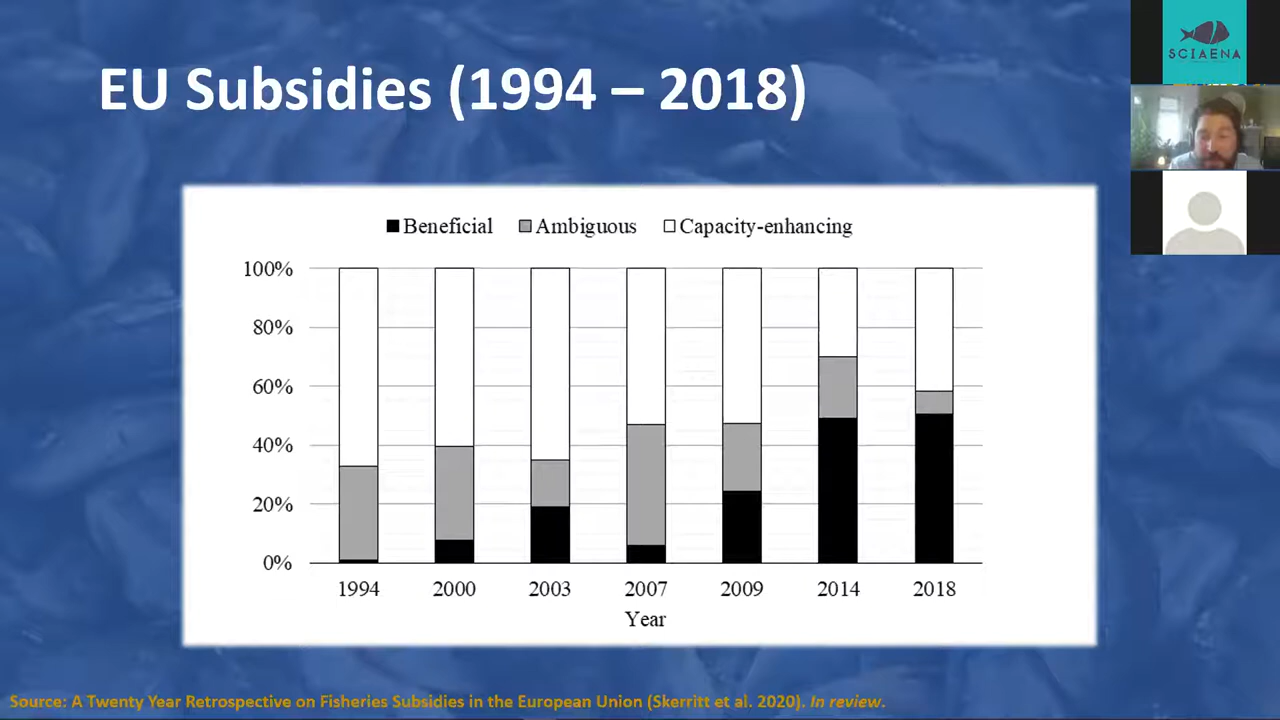 EU Subsidies (1994 – 2018)
SCIAENA
Beneficial Ambiguous Capacity-enhancing
100%
80%
60%
40%
20%
0%
1994 2000 2003 2007 2009 2014 2018
Year
Source: A Twenty Year Retrospective on Fisheries Subsidies in the European Union (Skerritt et al. 2020). In review.